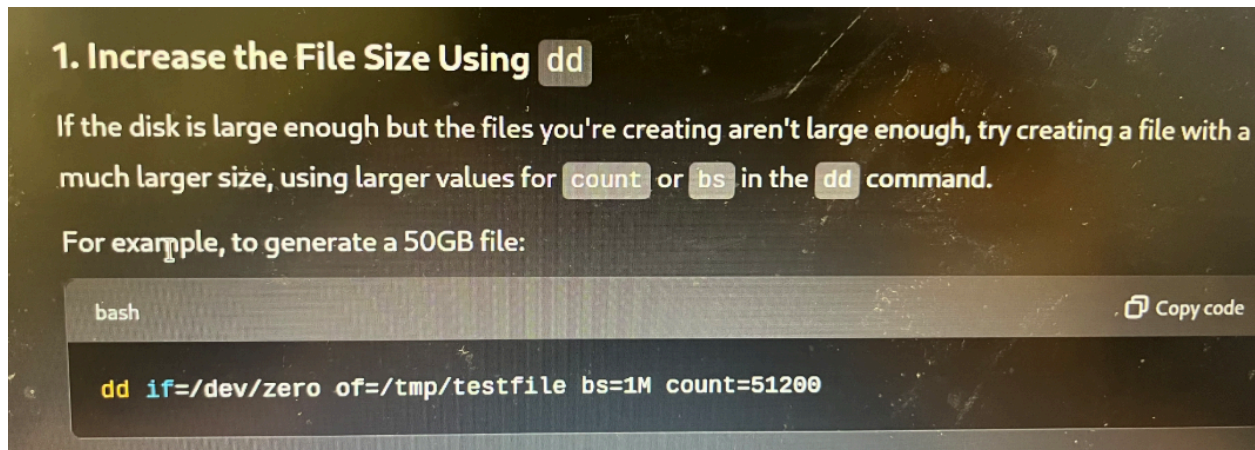 1. Increase the File Size Using dd
If the disk is large enough but the files you're creating aren't large enough, try creating a file with a
much larger size, using larger values for count or bs in the dd command.
For example, to generate a 50GB file:
bash
Copy code
dd if=/dev/zero of=/tmp/testfile bs=1M count=51200